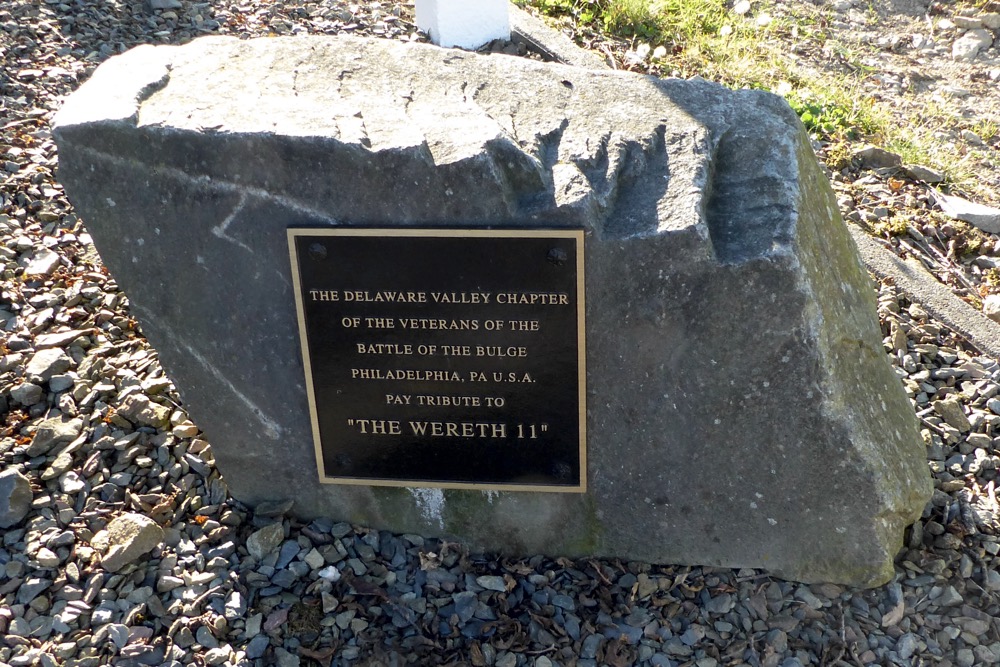 THE DELAWARE VALLEY CHAPTER
OF THE VETERANS OF THE
BATTLE OF THE BULGE
PHILADELPHIA, PA U.S.A.
PAY TRIBUTE TO
"THE WERETH 11"